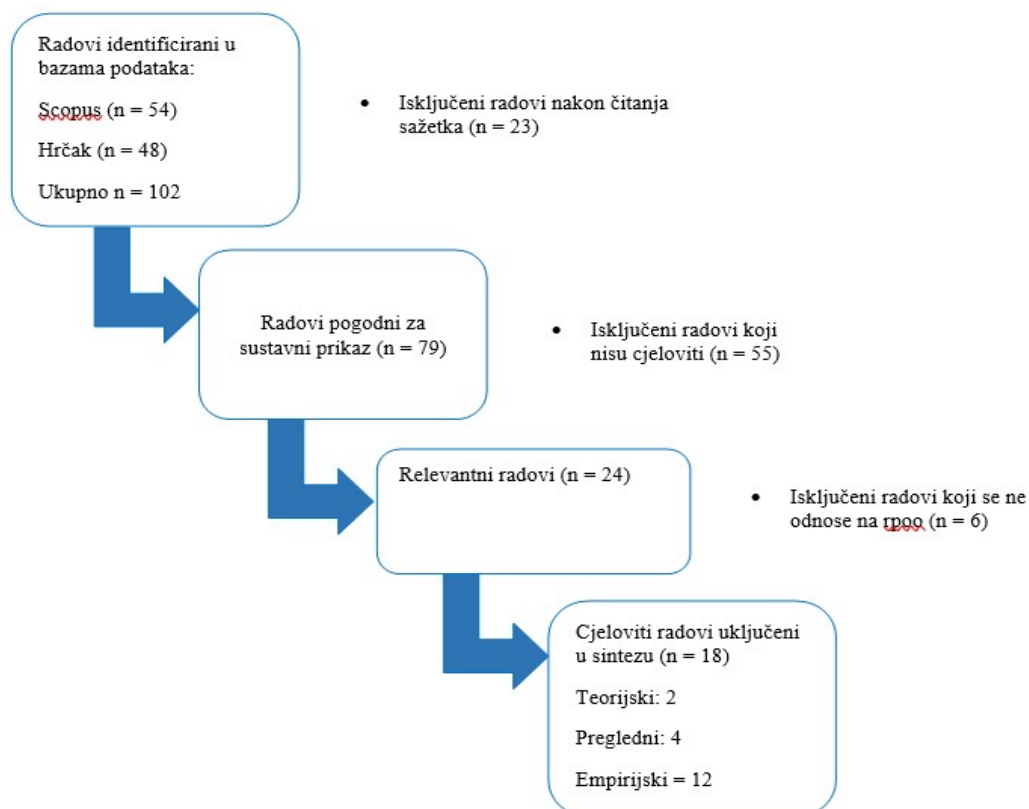 Radovi identificirani u
bazama podataka:
Scopus (n = 54)
Hrčak (n = 48)
Ukupno n = 102
• Isključeni radovi nakon čitanja
sažetka (n = 23)
Radovi pogodni za
sustavni prikaz (n = 79)
• Isključeni radovi koji
nisu cjeloviti (n = 55)
Relevantni radovi (n = 24)
• Isključeni radovi koji se ne
odnose na rpoo (n = 6)
Cjeloviti radovi uključeni
u sintezu (n = 18)
Teorijski: 2
Pregledni: 4
Empirijski = 12